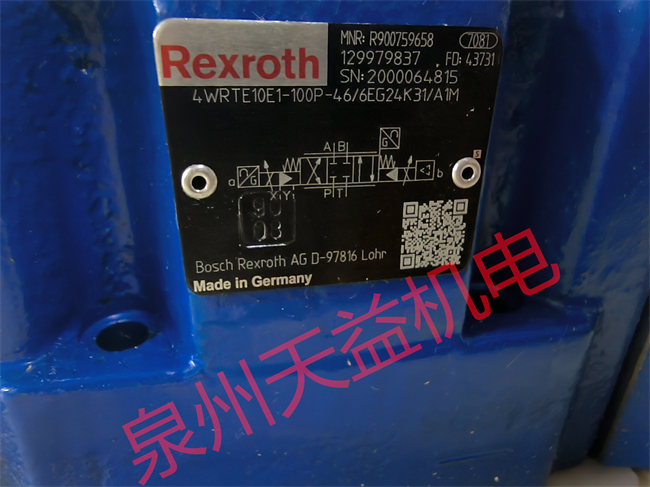 Rexroth
MNR: R900759658 7081
129979837 FD: 43731
SN: 2000064815
4WRTE10E1-100P-46/6EG24K31/A1M
A B
G
S
a G b
X Y P T
Bosch Rexroth AG D-97816 Lohr
Made in Germany
泉州天益机电